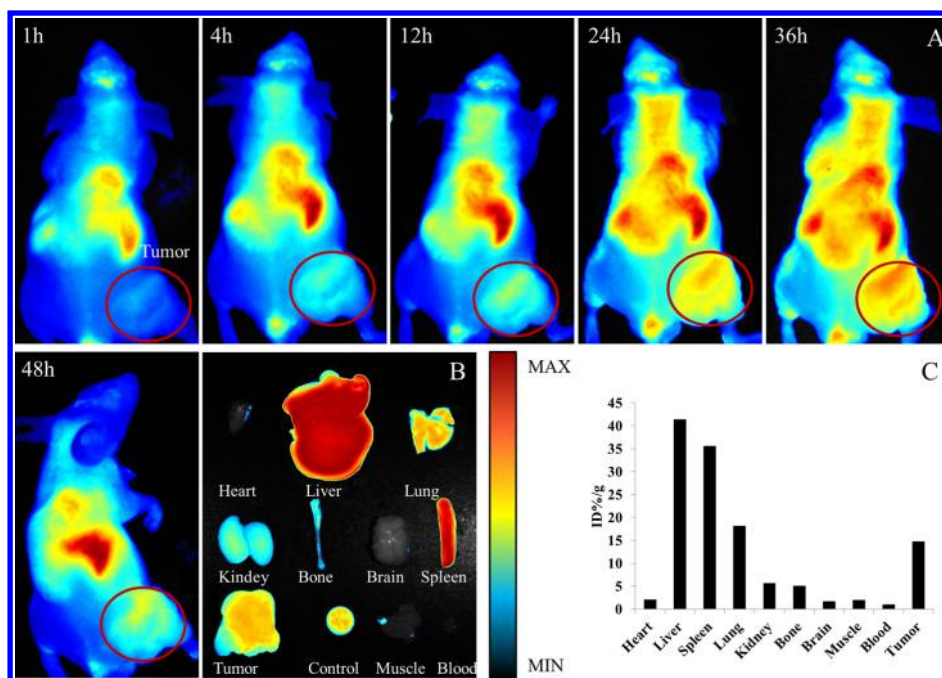 1h 4h 12h 24h 36h A
Tumor
48h B MAX C
Heart Liver Lung
Kindey Bone Brain Spleen
Tumor Control Muscle Blood
MIN
ID%/g
45
40
35
30
25
20
15
10
5
0
Heart Liver Spleen Lung Kidney Bone Brain Muscle Blood Tumor